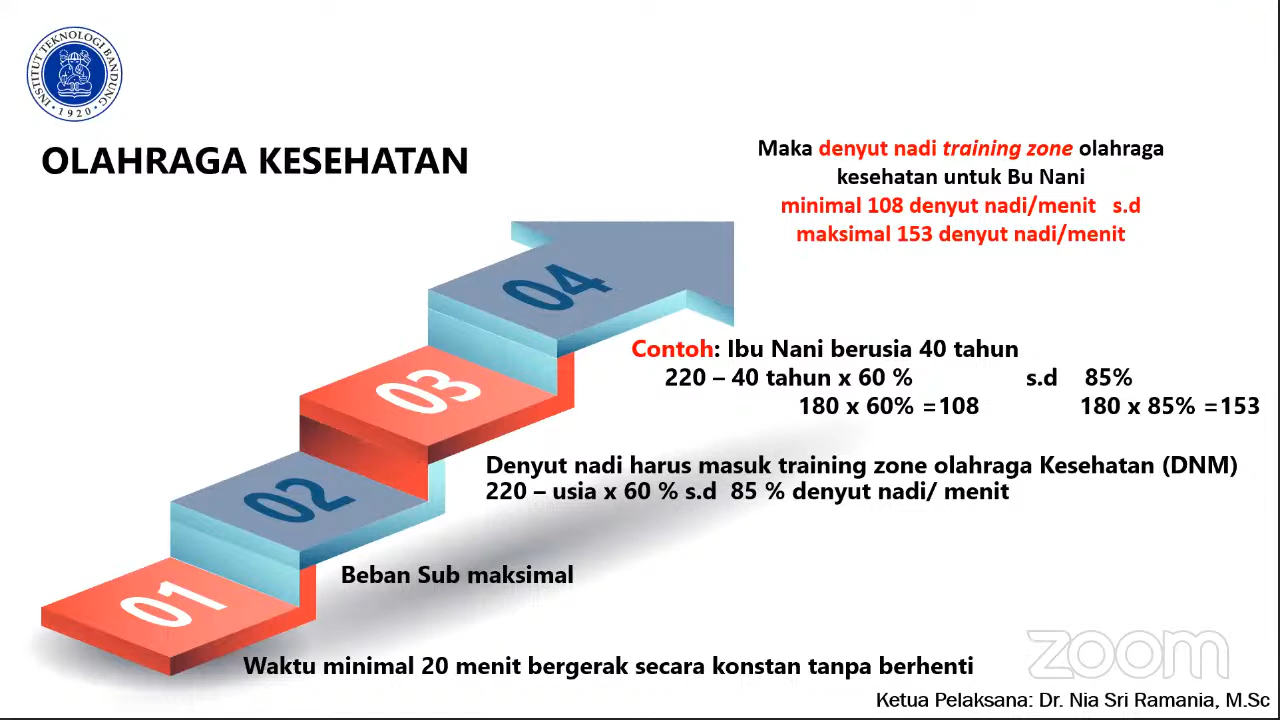 INSTITUT TEKNOLOGI BANDUNG
1920
OLAHRAGA KESEHATAN
Maka denyut nadi training zone olahraga
kesehatan untuk Bu Nani
minimal 108 denyut nadi/menit s.d
maksimal 153 denyut nadi/menit
04
Contoh: Ibu Nani berusia 40 tahun
220 – 40 tahun x 60 % s.d 85%
180 x 60% =108 180 x 85% =153
03
Denyut nadi harus masuk training zone olahraga Kesehatan (DNM)
220 – usia x 60 % s.d 85 % denyut nadi/ menit
02
Beban Sub maksimal
01
Waktu minimal 20 menit bergerak secara konstan tanpa berhenti
zoom
Ketua Pelaksana: Dr. Nia Sri Ramania, M.Sc